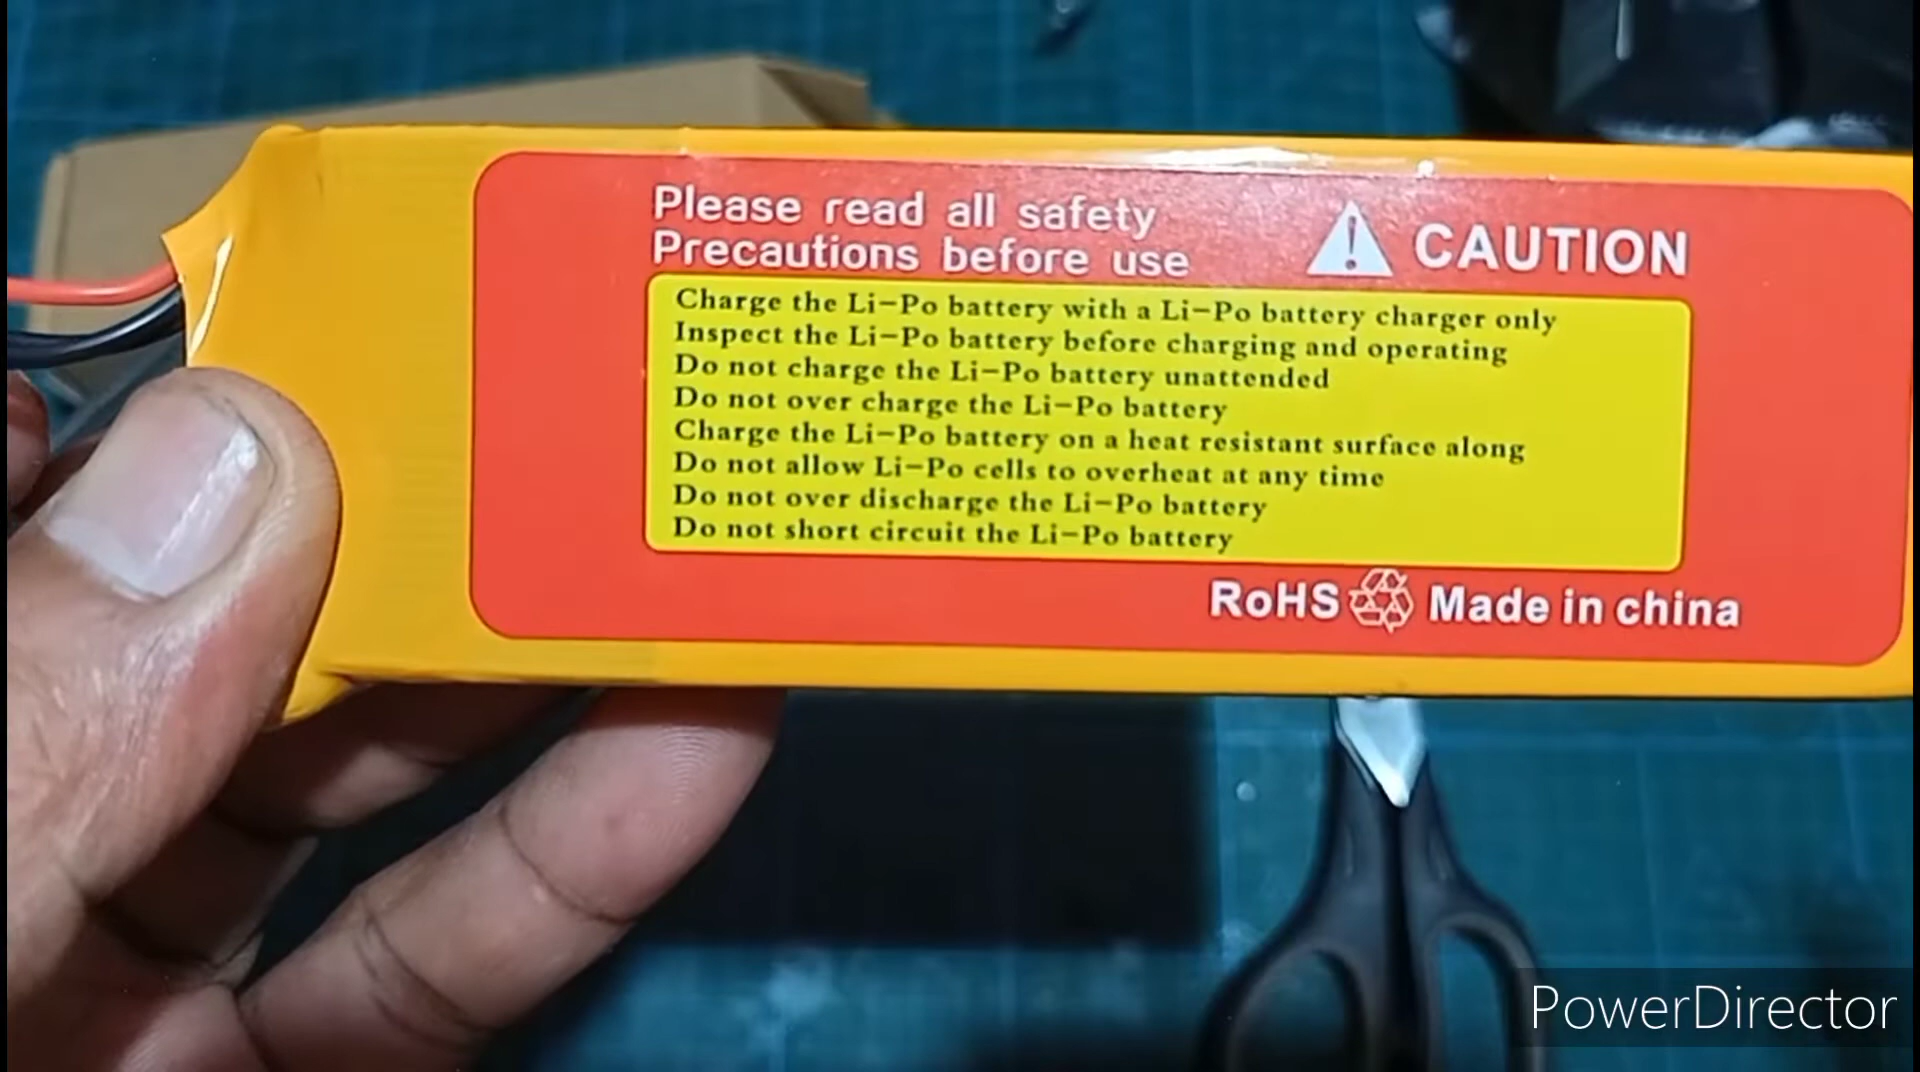 Please read all safety
Precautions before use
CAUTION
Charge the Li-Po battery with a Li-Po battery charger only
Inspect the Li-Po battery before charging and operating
Do not charge the Li-Po battery unattended
Do not over charge the Li-Po battery
Charge the Li-Po battery on a heat resistant surface along
Do not allow Li-Po cells to overheat at any time
Do not over discharge the Li-Po battery
Do not short circuit the Li-Po battery
RoHS Made in china
PowerDirector